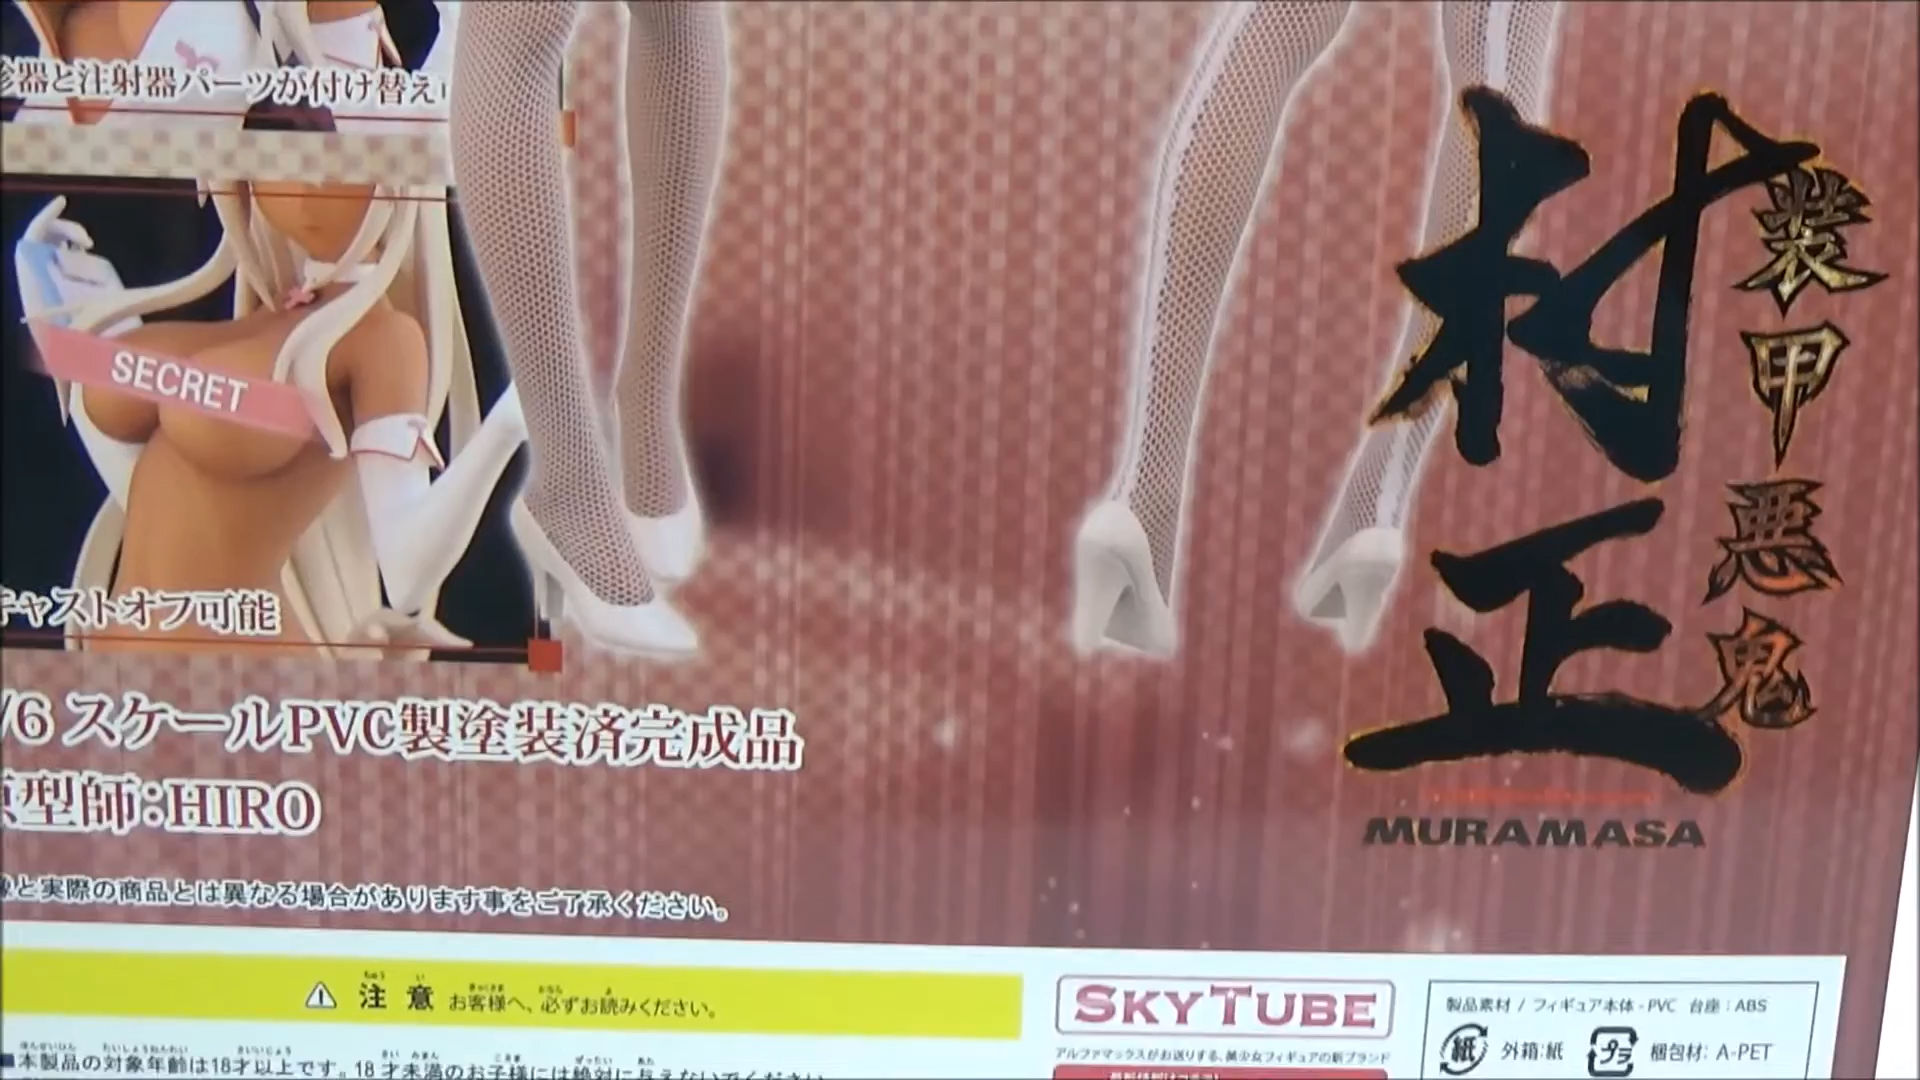 器と注射器パーツが付け替え
SECRET
キャストオフ可能
/6 スケールPVC製塗装済完成品
原型師:HIRO
と実際の商品とは異なる場合があります事をご了承ください。
装甲悪鬼
村正
MURAMASA
⚠ 注意 お客様へ、必ずお読みください。
■本製品の対象年齢は18才以上です。18才未満のお子様には絶対に与えないでください
SKYTUBE
アルファマックスがお送りする、美少女フィギュアの新ブランド
製品素材 / フィギュア本体 - PVC 台座:ABS
紙 外箱:紙 プラ 梱包材: A-PET